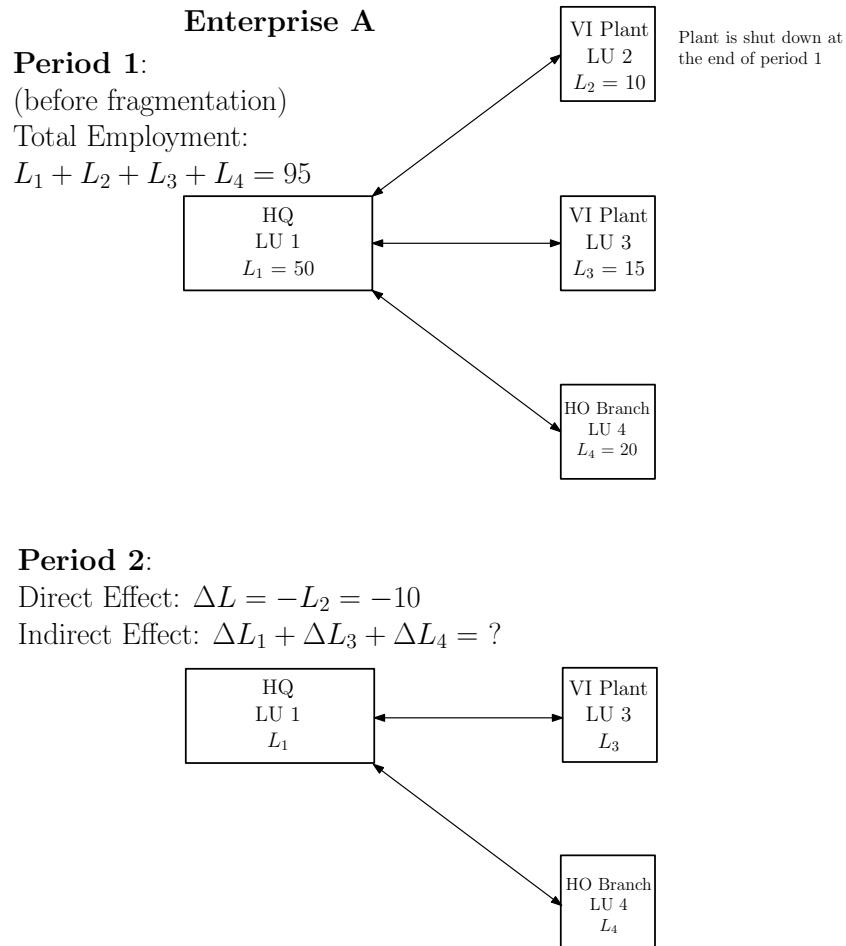 Enterprise A
Period 1:
(before fragmentation)
Total Employment:
L₁ + L₂ + L₃ + L₄ = 95
VI Plant
LU 2
L₂ = 10
Plant is shut down at
the end of period 1
HQ
LU 1
L₁ = 50
VI Plant
LU 3
L₃ = 15
HO Branch
LU 4
L₄ = 20
Period 2:
Direct Effect: ΔL = −L₂ = −10
Indirect Effect: ΔL₁ + ΔL₃ + ΔL₄ = ?
HQ
LU 1
L₁
VI Plant
LU 3
L₃
HO Branch
LU 4
L₄